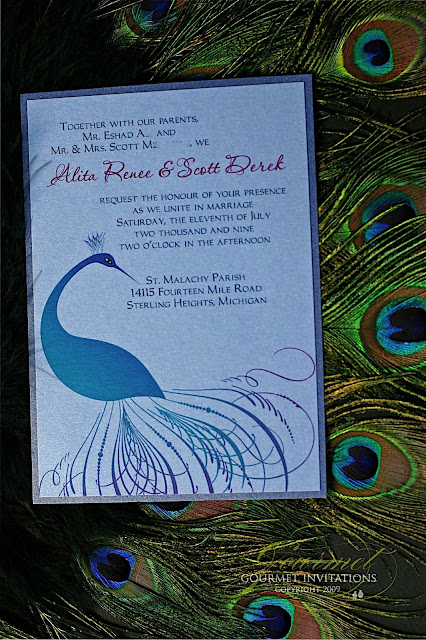 Together with our parents,
Mr. Eshad A.. and
Mr. & Mrs. Scott M , we
Alita Renee & Scott Derek
request the honour of your presence
as we unite in marriage
Saturday, the eleventh of July
two thousand and nine
two o'clock in the afternoon
St. Malachy Parish
14115 Fourteen Mile Road
Sterling Heights, Michigan
Gourmet
GOURMET INVITATIONS
COPYRIGHT 2009